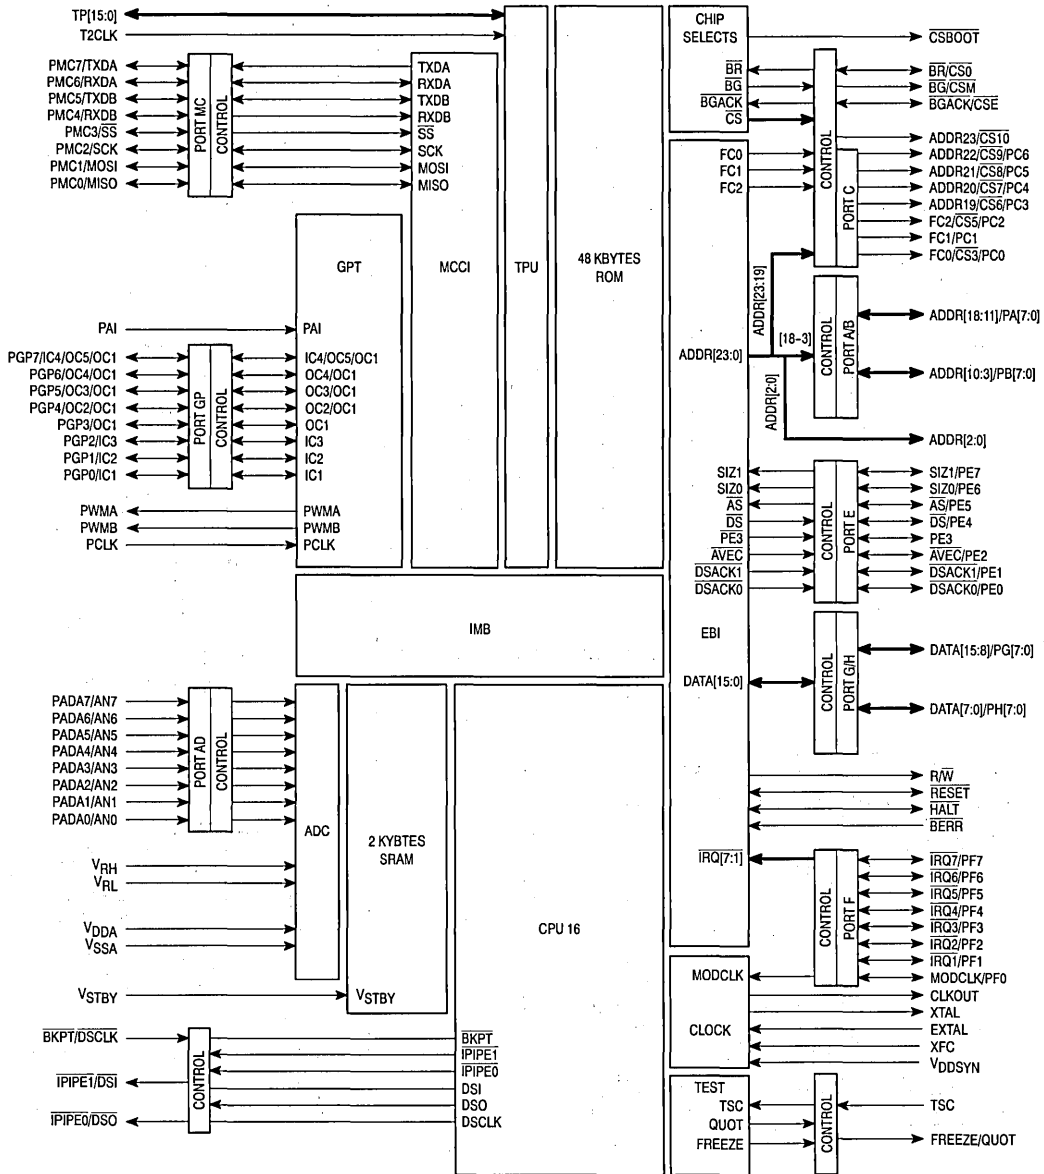 TP[15:0]
T2CLK
PMC7/TXDA
PMC6/RXDA
PMC5/TXDB
PMC4/RXDB
PMC3/SS
PMC2/SCK
PMC1/MOSI
PMC0/MISO
PORT MC
CONTROL
TXDA
RXDA
TXDB
RXDB
SS
SCK
MOSI
MISO
MCCI
TPU
48 KBYTES
ROM
GPT
PAI
PGP7/IC4/OC5/OC1
PGP6/OC4/OC1
PGP5/OC3/OC1
PGP4/OC2/OC1
PGP3/OC1
PGP2/IC3
PGP1/IC2
PGP0/IC1
PWMA
PWMB
PCLK
PORT GP
CONTROL
PAI
IC4/OC5/OC1
OC4/OC1
OC3/OC1
OC2/OC1
OC1
IC3
IC2
IC1
PWMA
PWMB
PCLK
IMB
PADA7/AN7
PADA6/AN6
PADA5/AN5
PADA4/AN4
PADA3/AN3
PADA2/AN2
PADA1/AN1
PADA0/AN0
PORT AD
CONTROL
ADC
2 KYBTES
SRAM
CPU 16
VRH
VRL
VDDA
VSSA
VSTBY
VSTBY
BKPT/DSCLK
IPIPE1/DSI
IPIPE0/DSO
CONTROL
BKPT
IPIPE1
IPIPE0
DSI
DSO
DSCLK
CHIP
SELECTS
BR
BG
BGACK
CS
FC0
FC1
FC2
CONTROL
PORT C
CSBOOT
BR/CS0
BG/CSM
BGACK/CSE
ADDR23/CS10
ADDR22/CS9/PC6
ADDR21/CS8/PC5
ADDR20/CS7/PC4
ADDR19/CS6/PC3
FC2/CS5/PC2
FC1/PC1
FC0/CS3/PC0
ADDR[23:0]
ADDR[23:19]
[18-3]
ADDR[2:0]
CONTROL
PORT A/B
ADDR[18:11]/PA[7:0]
ADDR[10:3]/PB[7:0]
ADDR[2:0]
SIZ1
SIZ0
AS
DS
PE3
AVEC
DSACK1
DSACK0
CONTROL
PORT E
SIZ1/PE7
SIZ0/PE6
AS/PE5
DS/PE4
PE3
AVEC/PE2
DSACK1/PE1
DSACK0/PE0
EBI
DATA[15:0]
CONTROL
PORT G/H
DATA[15:8]/PG[7:0]
DATA[7:0]/PH[7:0]
R/W
RESET
HALT
BERR
IRQ[7:1]
CONTROL
PORT F
IRQ7/PF7
IRQ6/PF6
IRQ5/PF5
IRQ4/PF4
IRQ3/PF3
IRQ2/PF2
IRQ1/PF1
MODCLK/PF0
MODCLK
CLOCK
CLKOUT
XTAL
EXTAL
XFC
VDDSYN
TEST
TSC
QUOT
FREEZE
CONTROL
TSC
FREEZE/QUOT